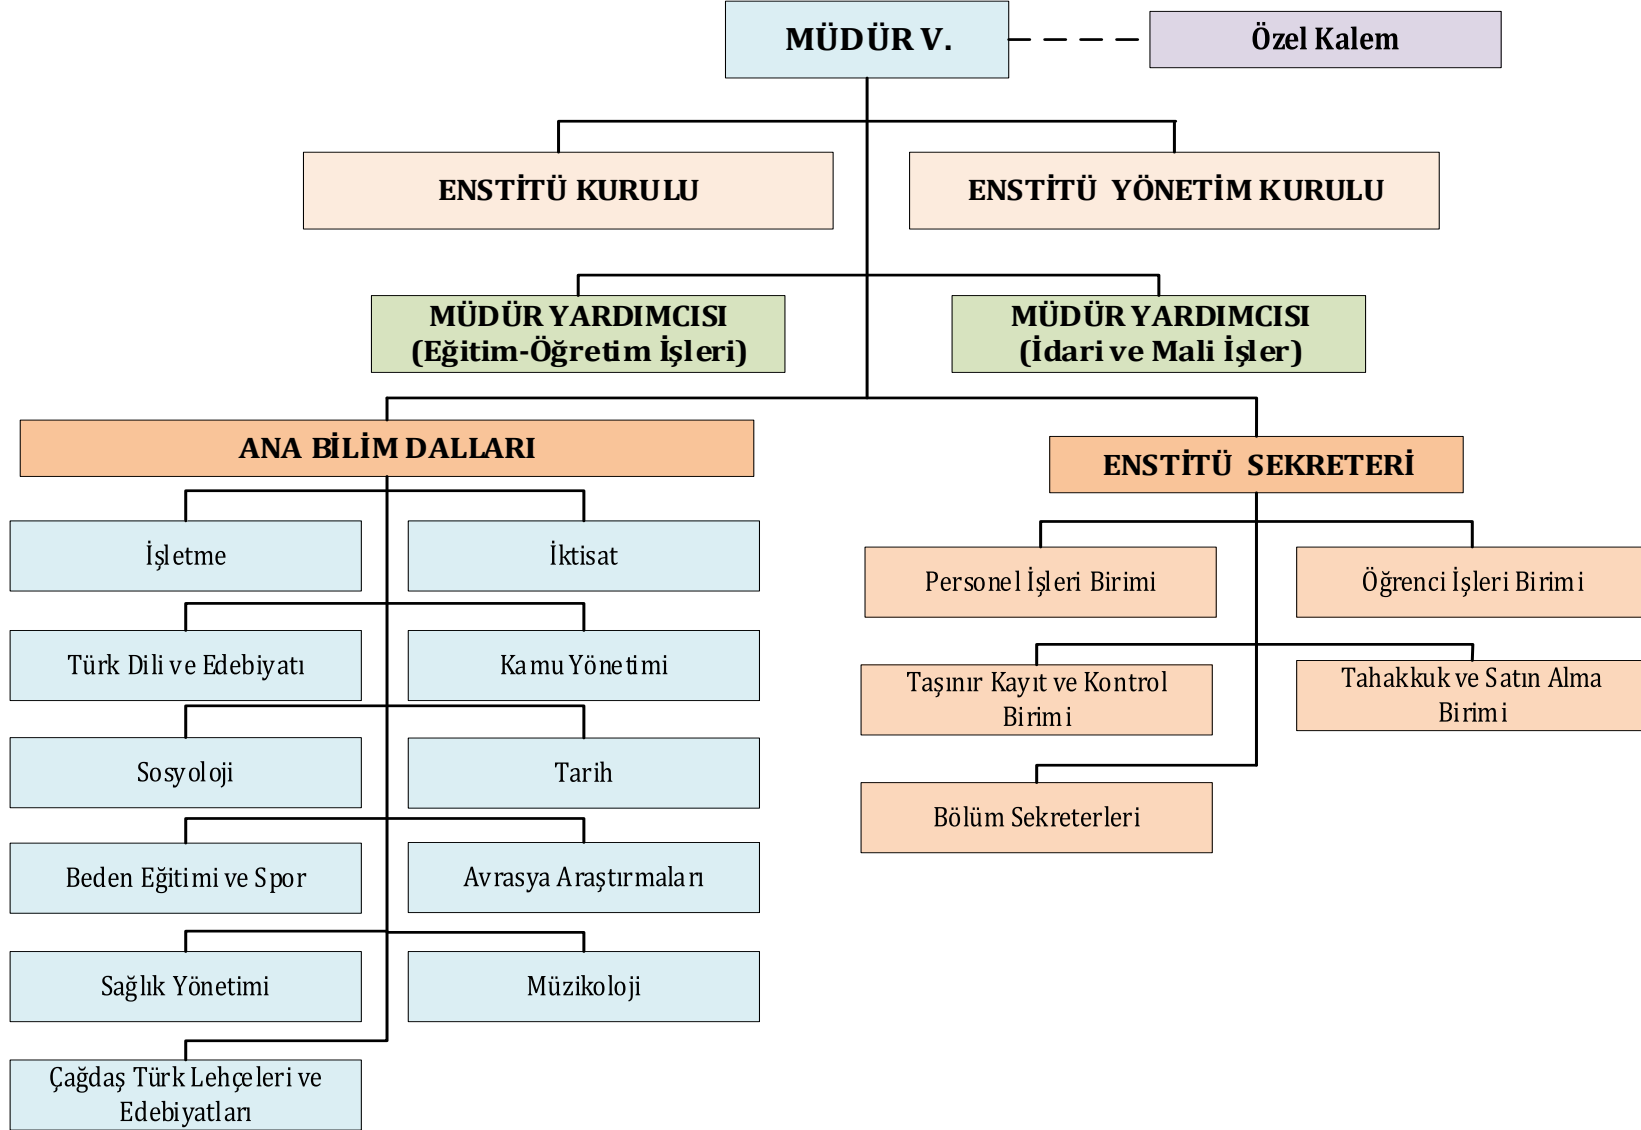 MÜDÜR V.
Özel Kalem
ENSTİTÜ KURULU
ENSTİTÜ YÖNETİM KURULU
MÜDÜR YARDIMCISI
(Eğitim-Öğretim İşleri)
MÜDÜR YARDIMCISI
(İdari ve Mali İşler)
ANA BİLİM DALLARI
ENSTİTÜ SEKRETERİ
İşletme
İktisat
Türk Dili ve Edebiyatı
Kamu Yönetimi
Sosyoloji
Tarih
Beden Eğitimi ve Spor
Avrasya Araştırmaları
Sağlık Yönetimi
Müzikoloji
Çağdaş Türk Lehçeleri ve
Edebiyatları
Personel İşleri Birimi
Öğrenci İşleri Birimi
Taşınır Kayıt ve Kontrol
Birimi
Tahakkuk ve Satın Alma
Birimi
Bölüm Sekreterleri